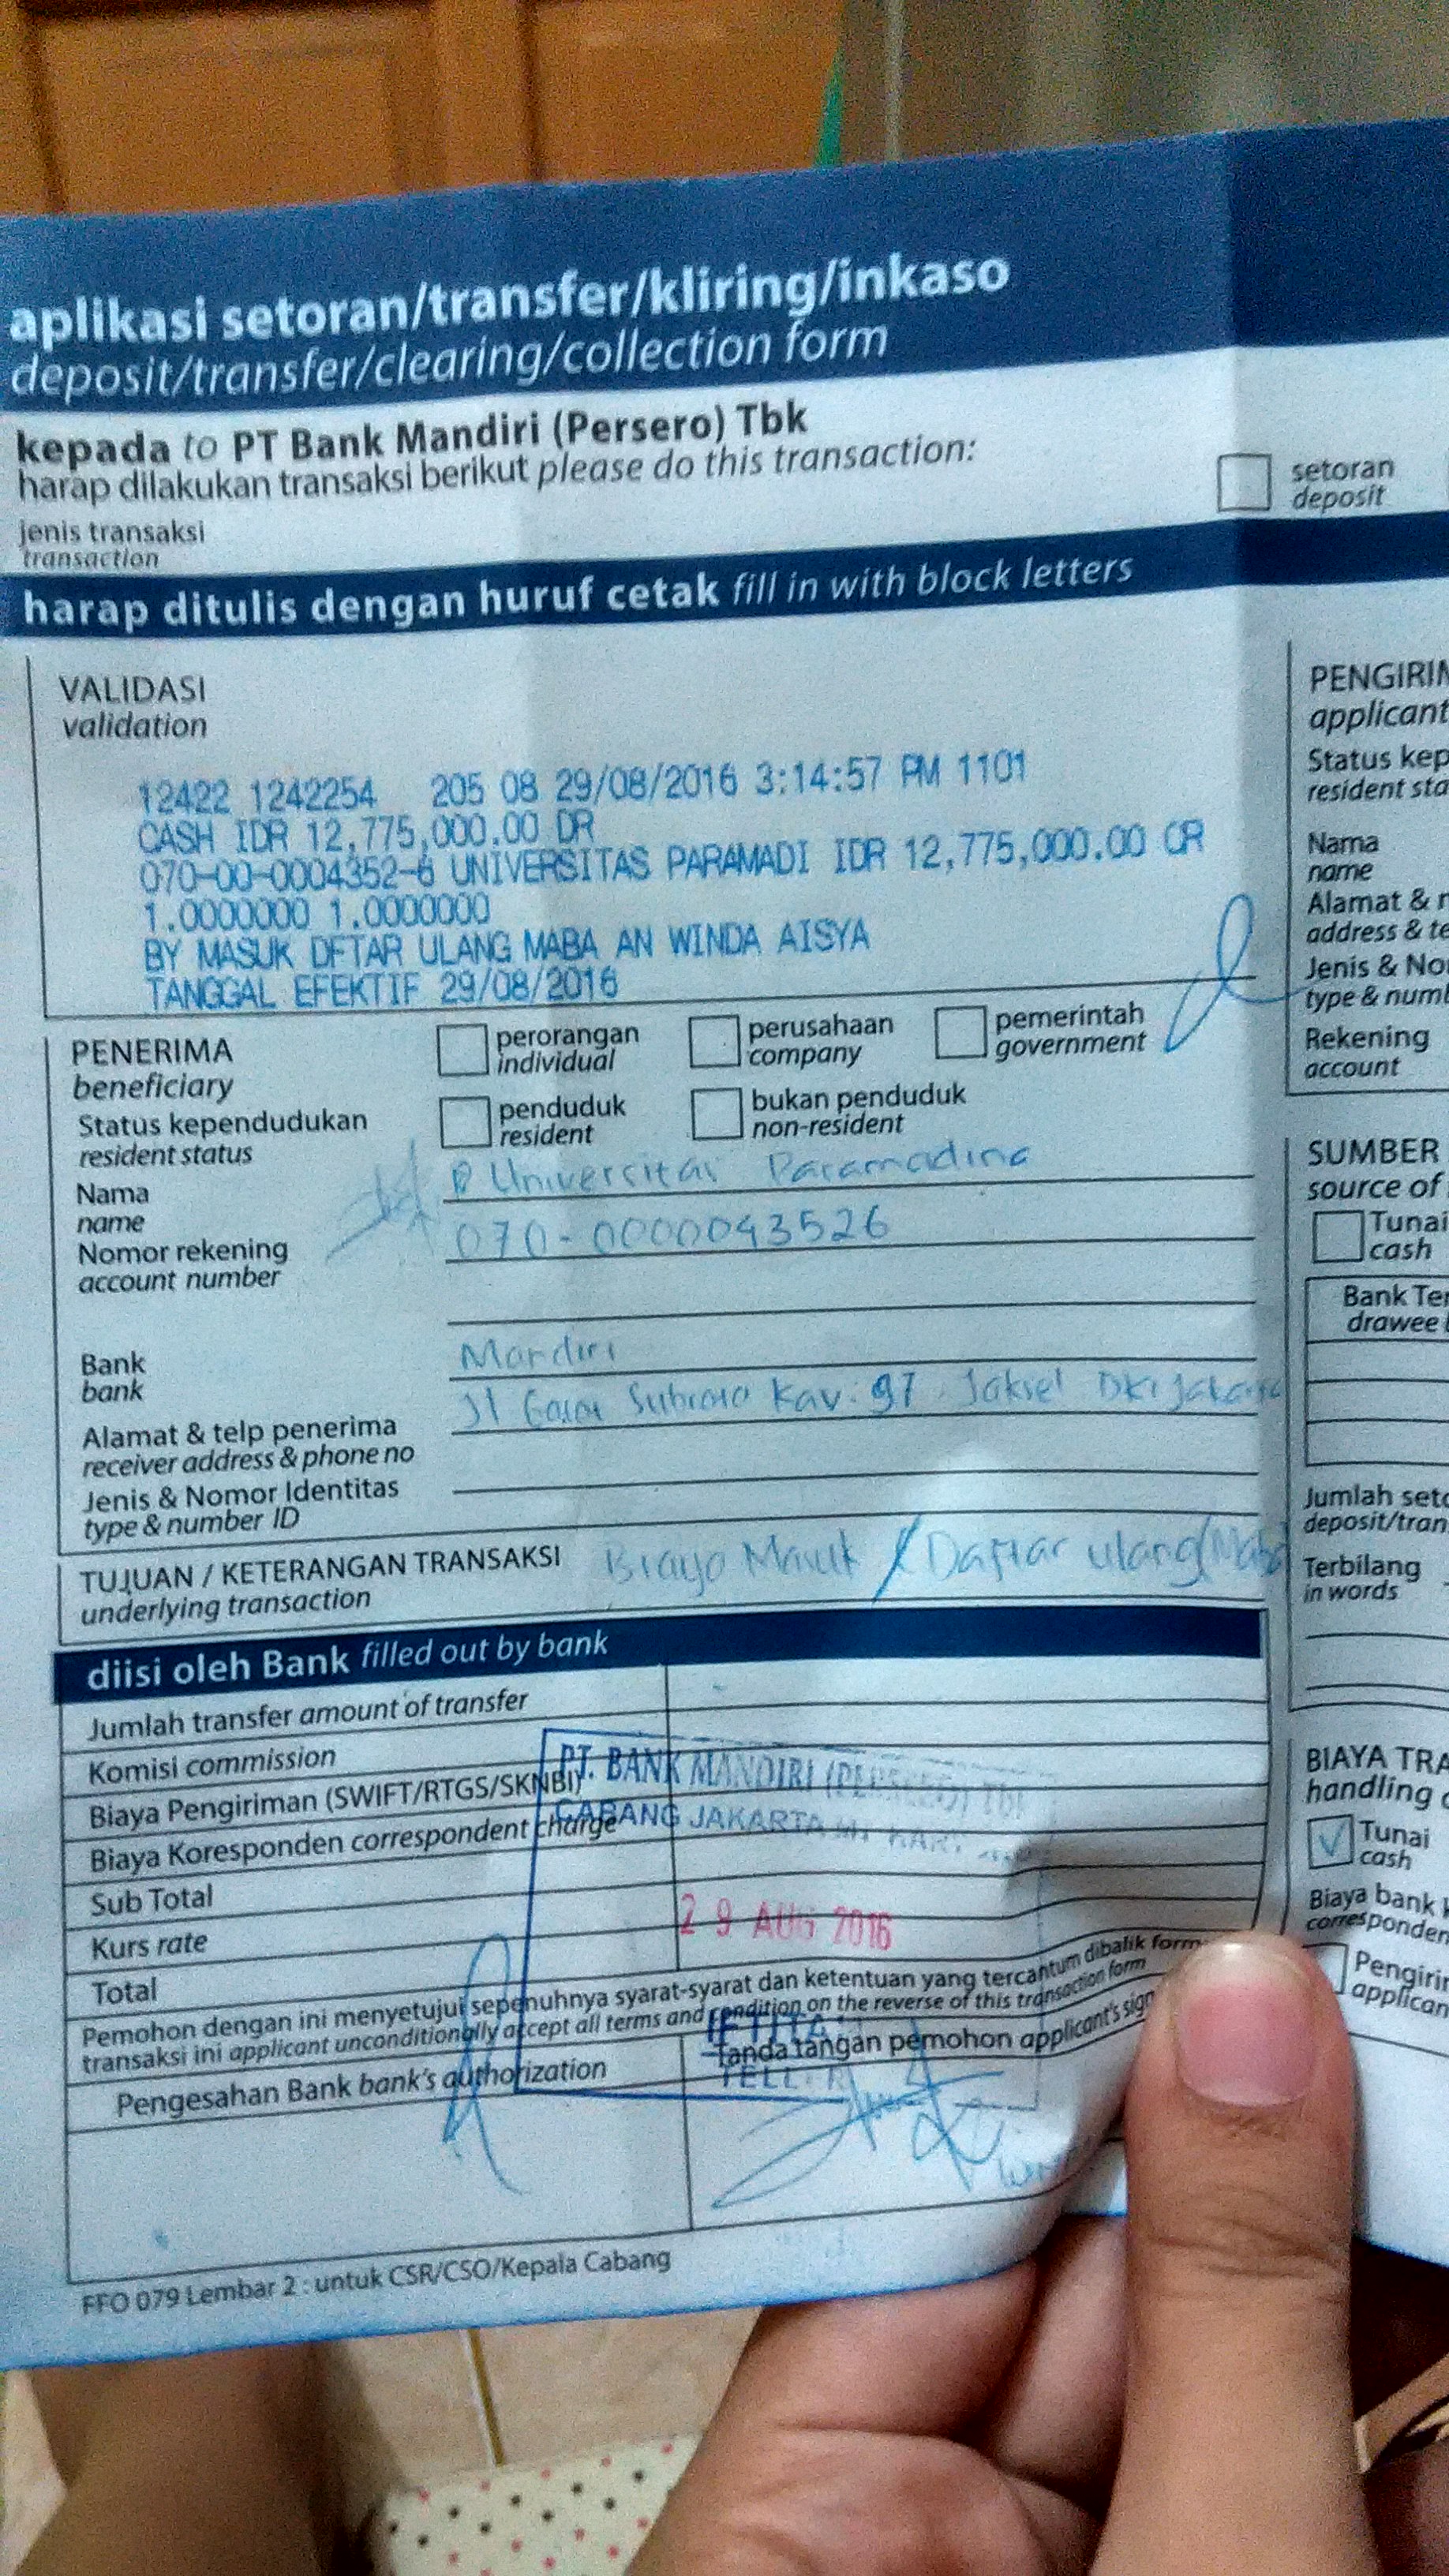 aplikasi setoran/transfer/kliring/inkaso
deposit/transfer/clearing/collection form
kepada to PT Bank Mandiri (Persero) Tbk
harap dilakukan transaksi berikut please do this transaction:
jenis transaksi
transaction
setoran
deposit
harap ditulis dengan huruf cetak fill in with block letters
VALIDASI
validation
12422 1242254 205 08 29/08/2016 3:14:57 PM 1101
CASH IDR 12,775,000.00 DR
070-00-0004352-6 UNIVERSITAS PARAMADI IDR 12,775,000.00 CR
1.0000000 1.0000000
BY MASUK DFTAR ULANG MABA AN WINDA AISYA
TANGGAL EFEKTIF 29/08/2016
PENERIMA
beneficiary
perorangan
individual
perusahaan
company
pemerintah
government
Status kependudukan
resident status
penduduk
resident
bukan penduduk
non-resident
Nama
name
Universitas Paramadina
Nomor rekening
account number
070-0000043526
Bank
bank
Mandiri
Alamat & telp penerima
receiver address & phone no
Jl Subroto Kav. 97 Jaksel DKI Jakarta
Jenis & Nomor Identitas
type & number ID
TUJUAN / KETERANGAN TRANSAKSI
underlying transaction
Biaya Masuk / Daftar ulang (Maba
diisi oleh Bank filled out by bank
Jumlah transfer amount of transfer
Komisi commission
Biaya Pengiriman (SWIFT/RTGS/SKNBI)
Biaya Koresponden correspondent charge
Sub Total
Kurs rate
Total
PT. BANK MANDIRI (PERSERO) Tbk
CABANG JAKARTA MT
29 AUG 2016
TELLER
Pemohon dengan ini menyetujui sepenuhnya syarat-syarat dan ketentuan yang tercantum dibalik form
transaksi ini applicant unconditionally accept all terms and condition on the reverse of this transaction form
Pengesahan Bank bank's authorization
Tanda tangan pemohon applicant's sign
FFO 079 Lembar 2 : untuk CSR/CSO/Kepala Cabang
PENGIRIM
applicant
Status kep
resident sta
Nama
name
Alamat & n
address & te
Jenis & No
type & num
Rekening
account
SUMBER
source of
Tunai
cash
Bank Ter
drawee
Jumlah seto
deposit/tran
Terbilang
in words
BIAYA TRA
handling
Tunai
cash
Biaya bank k
corresponden
Pengirim
applican